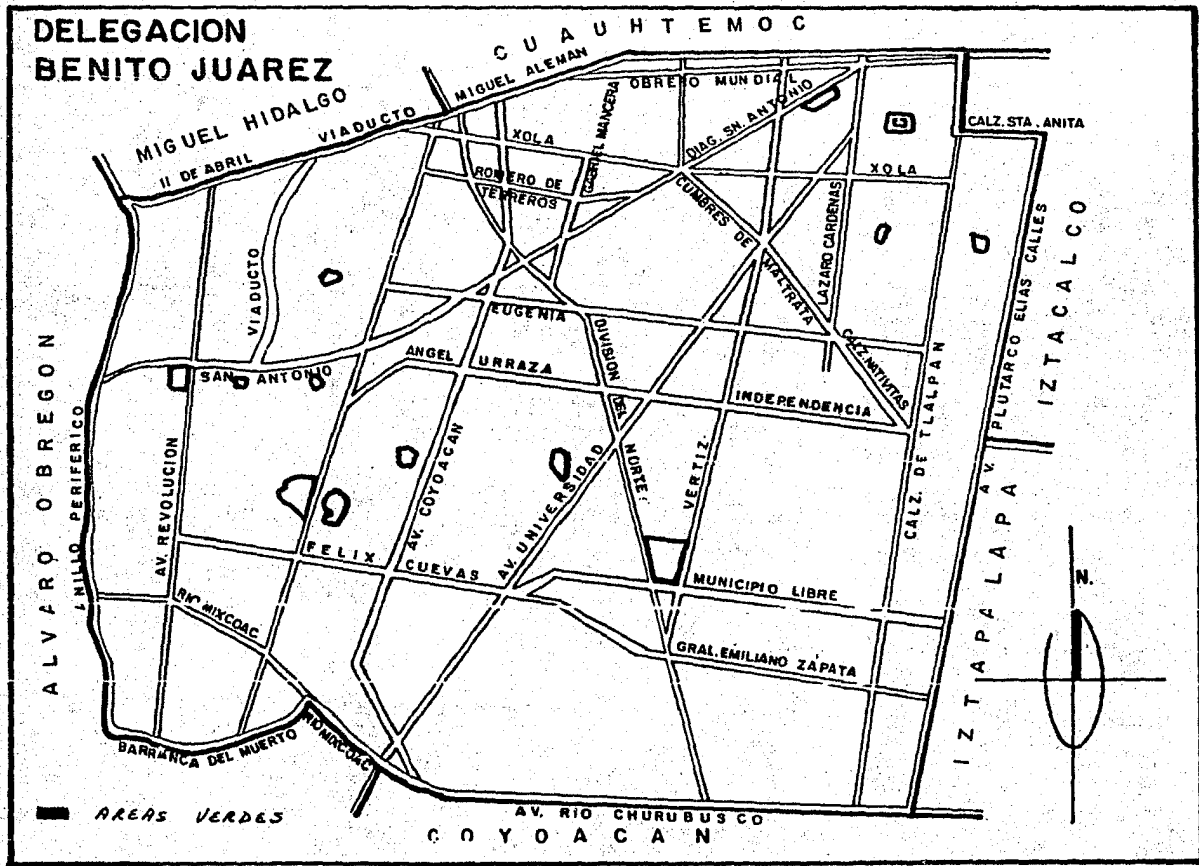 DELEGACION
BENITO JUAREZ
CUAUHTEMOC
MIGUEL HIDALGO
11 DE ABRIL
VIADUCTO
MIGUEL ALEMAN
OBRERO MUNDIAL
GABRIEL MANCERA
DIAG. SN. ANTONIO
CALZ. STA. ANITA
XOLA
XOLA
ROMERO DE
TERREROS
CUMBRES DE
MALTRATA
LAZARO CARDENAS
PLUTARCO ELIAS CALLES
AV.
IZTACALCO
VIADUCTO
EUGENIA
CALZ. NATIVITAS
SAN ANTONIO
ANGEL URRAZA
DIVISION DEL
NORTE
INDEPENDENCIA
CALZ. DE TLALPAN
ALVARO OBREGON
ANILLO PERIFERICO
AV. REVOLUCION
AV. COYOACAN
AV. UNIVERSIDAD
VERTIZ
IZTAPALAPA
FELIX CUEVAS
MUNICIPIO LIBRE
N.
RIO MIXCOAC
GRAL. EMILIANO ZAPATA
BARRANCA DEL MUERTO
RIO MIXCOAC
AREAS VERDES
AV. RIO CHURUBUSCO
COYOACAN